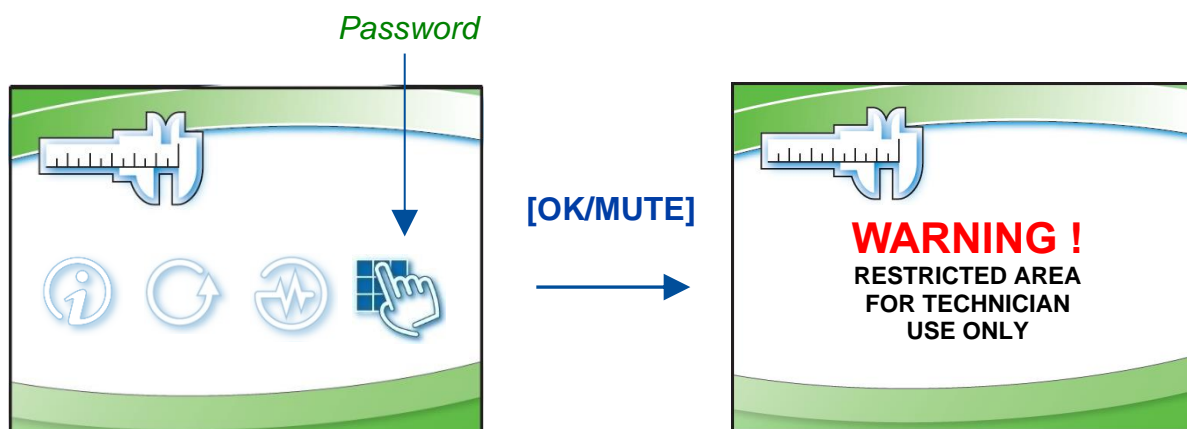 Password
[OK/MUTE]
WARNING !
RESTRICTED AREA
FOR TECHNICIAN
USE ONLY